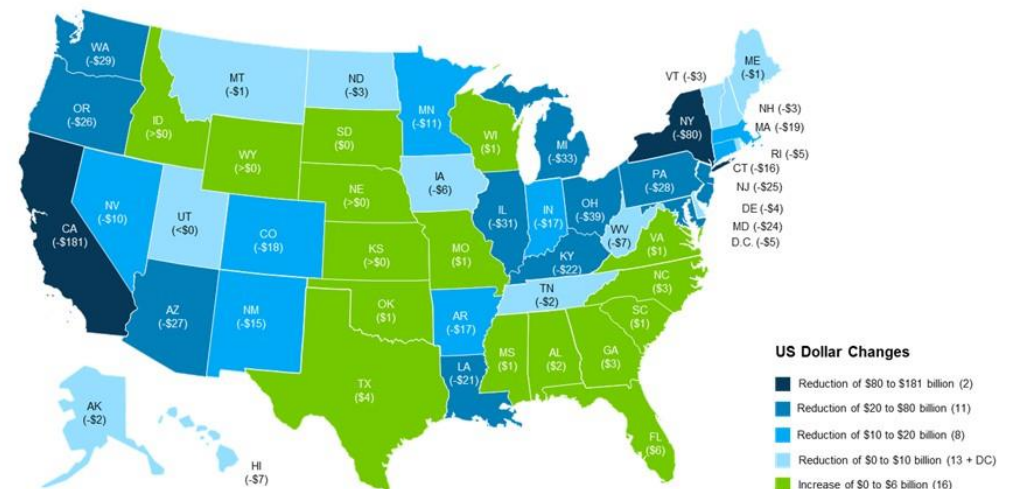 WA
(-$29)
OR
(-$26)
CA
(-$181)
NV
(-$10)
ID
(>$0)
MT
(-$1)
WY
(>$0)
UT
(<$0)
CO
(-$18)
AZ
(-$27)
NM
(-$15)
ND
(-$3)
SD
($0)
NE
(>$0)
KS
(>$0)
OK
($1)
TX
($4)
MN
(-$11)
IA
(-$6)
MO
($1)
AR
(-$17)
LA
(-$21)
WI
($1)
IL
(-$31)
MI
(-$33)
IN
(-$17)
OH
(-$39)
KY
(-$22)
TN
(-$2)
MS
($1)
AL
($2)
GA
($3)
FL
($6)
SC
($1)
NC
($3)
VA
($1)
WV
(-$7)
PA
(-$28)
NY
(-$80)
VT (-$3)
ME
(-$1)
NH (-$3)
MA (-$19)
RI (-$5)
CT (-$16)
NJ (-$25)
DE (-$4)
MD (-$24)
D.C. (-$5)
AK
(-$2)
HI
(-$7)
US Dollar Changes
Reduction of $80 to $181 billion (2)
Reduction of $20 to $80 billion (11)
Reduction of $10 to $20 billion (8)
Reduction of $0 to $10 billion (13 + DC)
Increase of $0 to $6 billion (16)